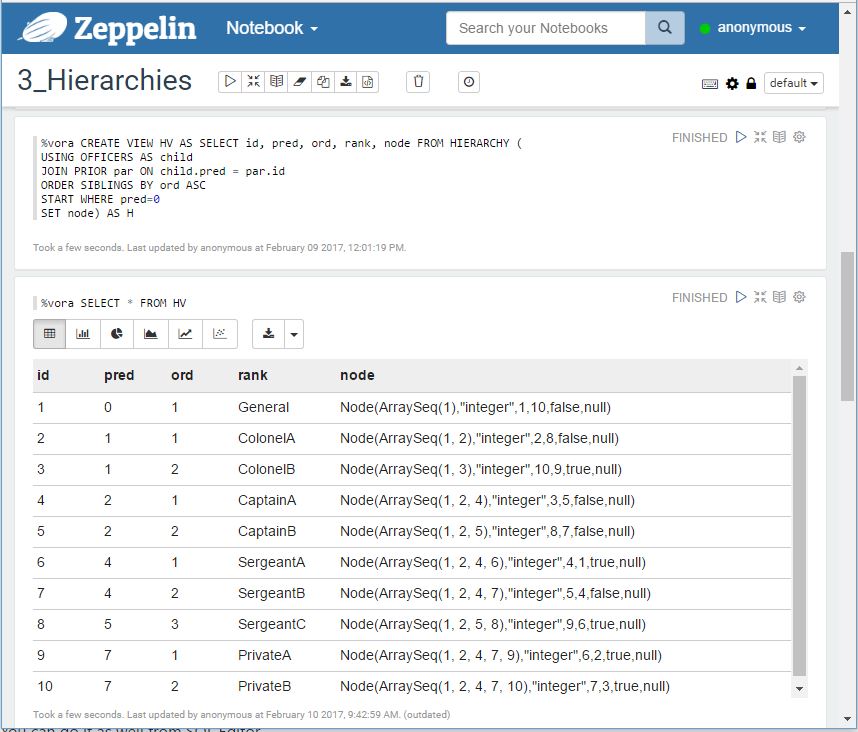 Zeppelin Notebook Search your Notebooks anonymous
3_Hierarchies default
%vora CREATE VIEW HV AS SELECT id, pred, ord, rank, node FROM HIERARCHY ( FINISHED
USING OFFICERS AS child
JOIN PRIOR par ON child.pred = par.id
ORDER SIBLINGS BY ord ASC
START WHERE pred=0
SET node) AS H
Took a few seconds. Last updated by anonymous at February 09 2017, 12:01:19 PM.
%vora SELECT * FROM HV FINISHED
id pred ord rank node
1 0 1 General Node(ArraySeq(1),"integer",1,10,false,null)
2 1 1 ColonelA Node(ArraySeq(1, 2),"integer",2,8,false,null)
3 1 2 ColonelB Node(ArraySeq(1, 3),"integer",10,9,true,null)
4 2 1 CaptainA Node(ArraySeq(1, 2, 4),"integer",3,5,false,null)
5 2 2 CaptainB Node(ArraySeq(1, 2, 5),"integer",8,7,false,null)
6 4 1 SergeantA Node(ArraySeq(1, 2, 4, 6),"integer",4,1,true,null)
7 4 2 SergeantB Node(ArraySeq(1, 2, 4, 7),"integer",5,4,false,null)
8 5 3 SergeantC Node(ArraySeq(1, 2, 5, 8),"integer",9,6,true,null)
9 7 1 PrivateA Node(ArraySeq(1, 2, 4, 7, 9),"integer",6,2,true,null)
10 7 2 PrivateB Node(ArraySeq(1, 2, 4, 7, 10),"integer",7,3,true,null)
Took a few seconds. Last updated by anonymous at February 10 2017, 9:42:59 AM. (outdated)
you can do it as well from SQL Editor